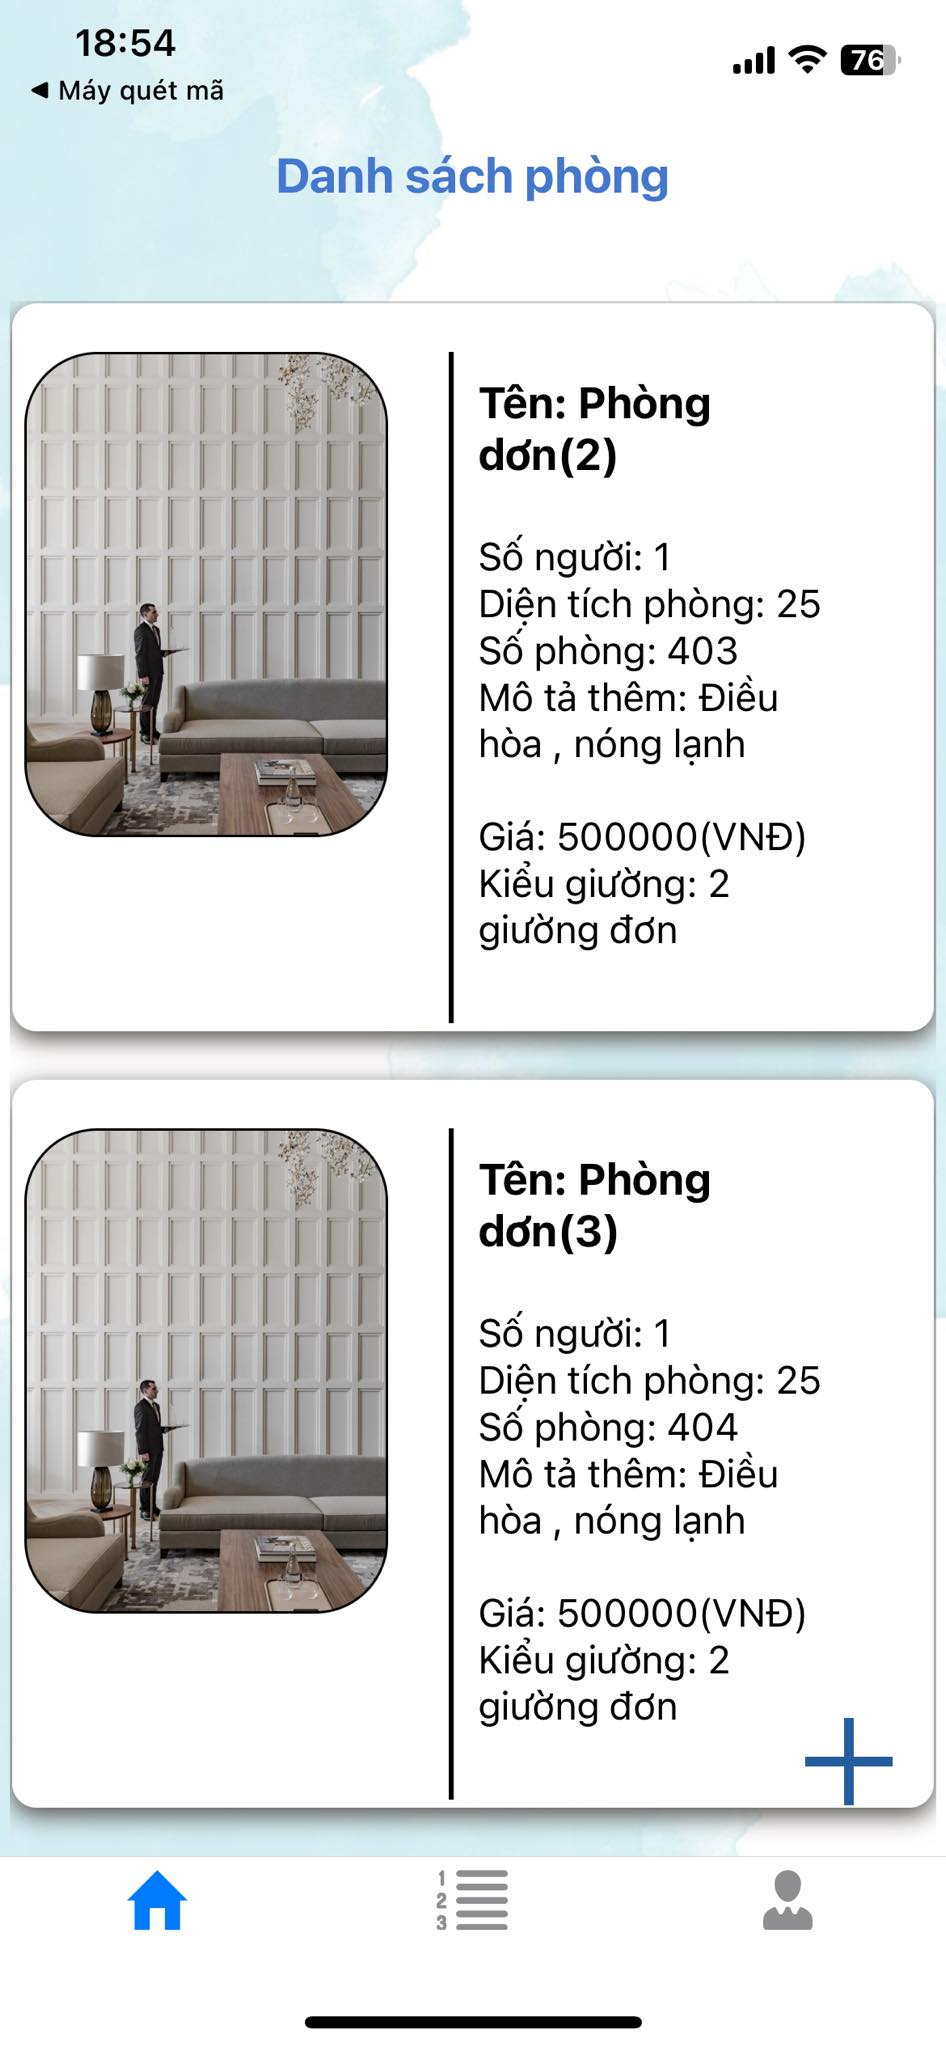 18:54
76
◀ Máy quét mã
Danh sách phòng
Tên: Phòng
dơn(2)
Số người: 1
Diện tích phòng: 25
Số phòng: 403
Mô tả thêm: Điều
hòa , nóng lạnh
Giá: 500000(VNĐ)
Kiểu giường: 2
giường đơn
Tên: Phòng
dơn(3)
Số người: 1
Diện tích phòng: 25
Số phòng: 404
Mô tả thêm: Điều
hòa , nóng lạnh
Giá: 500000(VNĐ)
Kiểu giường: 2
giường đơn
1
2
3